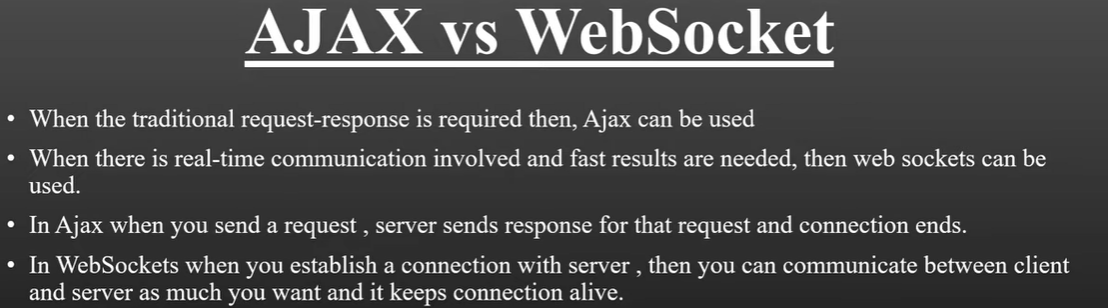 AJAX vs WebSocket
• When the traditional request-response is required then, Ajax can be used
• When there is real-time communication involved and fast results are needed, then web sockets can be
used.
• In Ajax when you send a request , server sends response for that request and connection ends.
• In WebSockets when you establish a connection with server , then you can communicate between client
and server as much you want and it keeps connection alive.